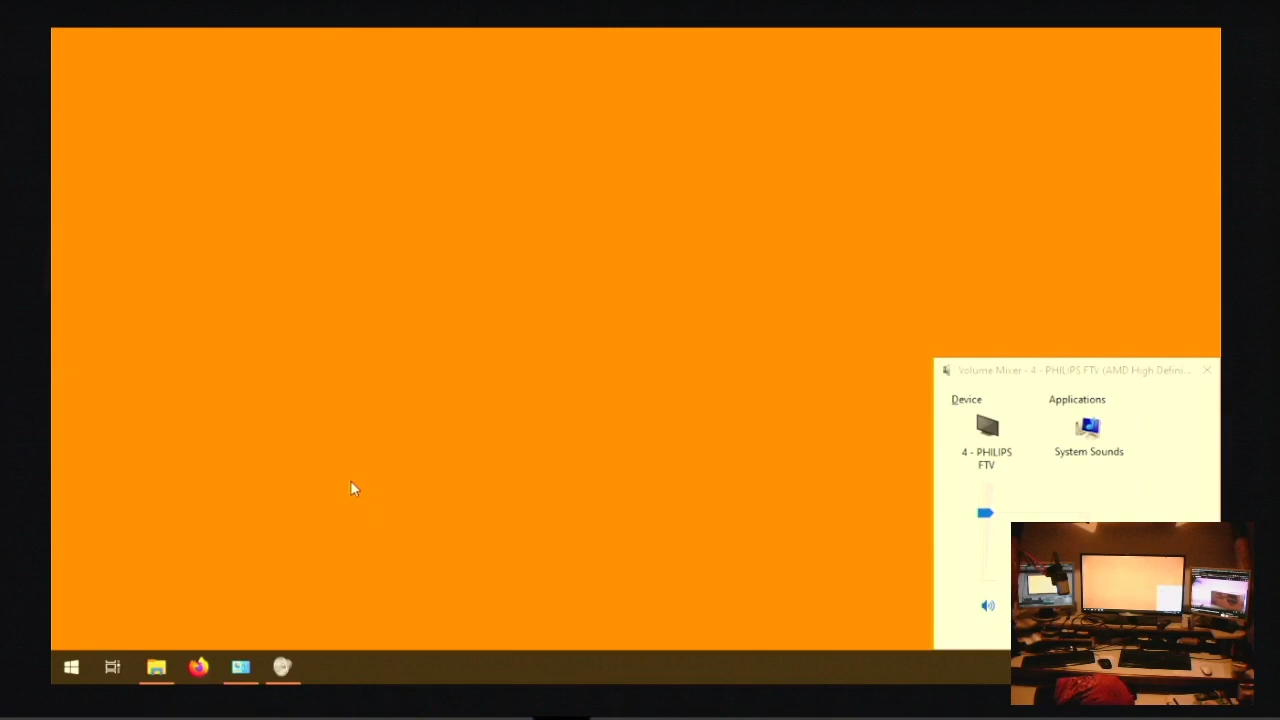 Volume Mixer - 4 - PHILIPS FTV (AMD High Defini...
Device
Applications
4 - PHILIPS
FTV
System Sounds